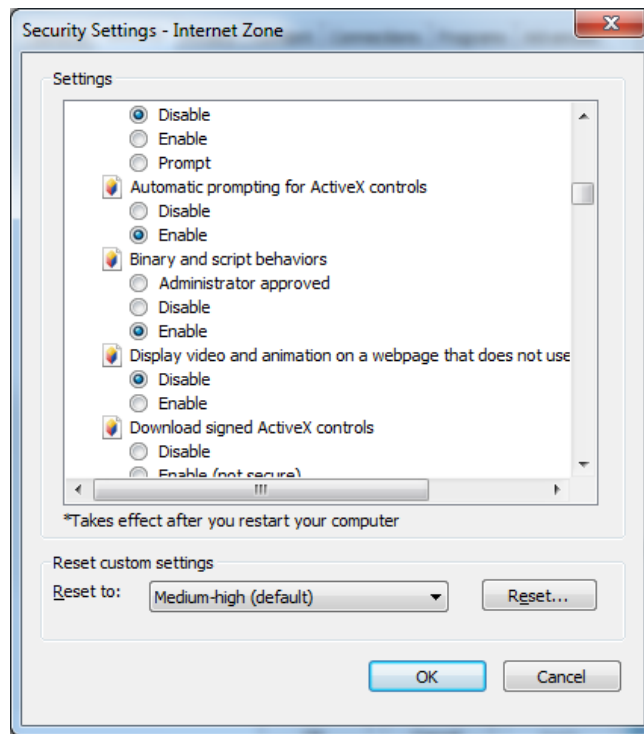 Security Settings - Internet Zone
Settings
Disable
Enable
Prompt
Automatic prompting for ActiveX controls
Disable
Enable
Binary and script behaviors
Administrator approved
Disable
Enable
Display video and animation on a webpage that does not use
Disable
Enable
Download signed ActiveX controls
Disable
Enable (not secure)
*Takes effect after you restart your computer
Reset custom settings
Reset to: Medium-high (default) Reset...
OK Cancel